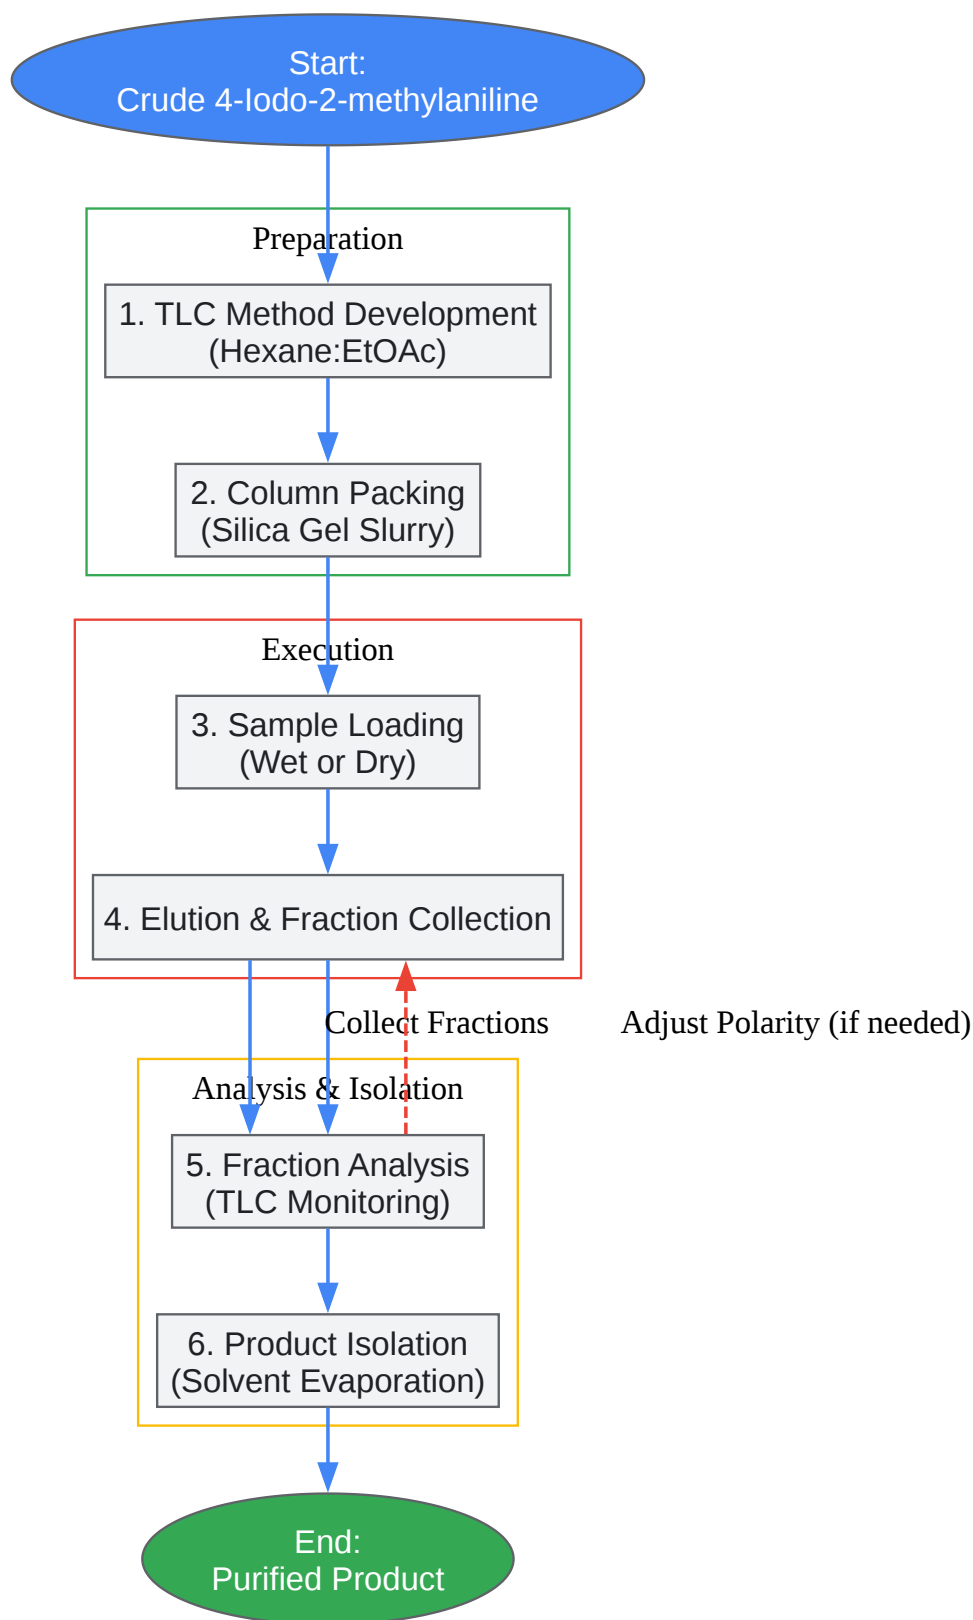 Start:
Crude 4-Iodo-2-methylaniline
Preparation
1. TLC Method Development
(Hexane:EtOAc)
2. Column Packing
(Silica Gel Slurry)
Execution
3. Sample Loading
(Wet or Dry)
4. Elution & Fraction Collection
Collect Fractions
Adjust Polarity (if needed)
Analysis & Isolation
5. Fraction Analysis
(TLC Monitoring)
6. Product Isolation
(Solvent Evaporation)
End:
Purified Product